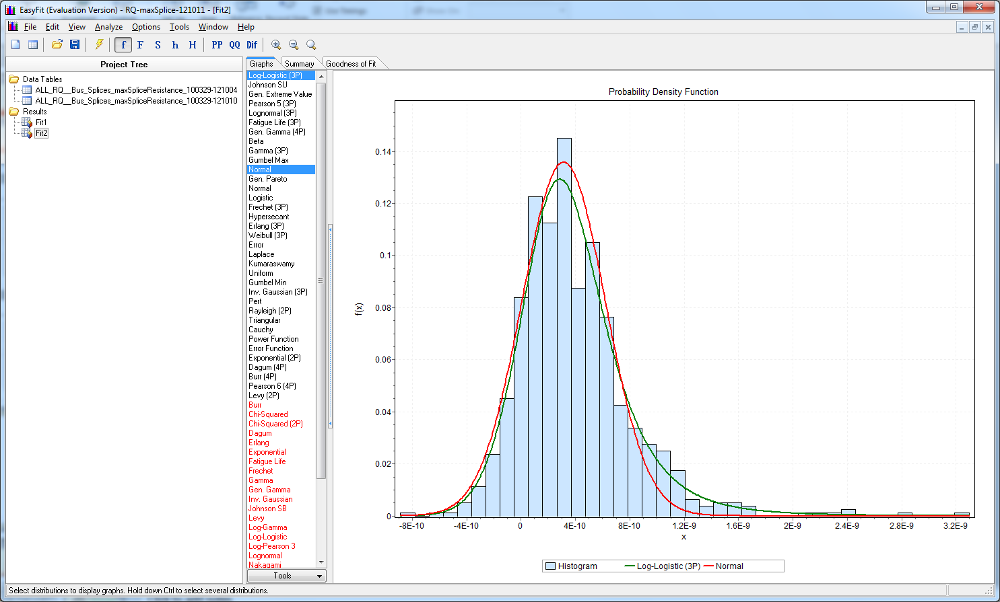 EasyFit (Evaluation Version) - RQ-maxSplice-121011 - [Fit2]
File Edit View Analyze Options Tools Window Help
f F S h H PP QQ Dif
Project Tree
Data Tables
ALL_RQ__Bus_Splices_maxSpliceResistance_100329-121004
ALL_RQ__Bus_Splices_maxSpliceResistance_100329-121010
Results
Fit1
Fit2
Graphs Summary Goodness of Fit
Log-Logistic (3P)
Johnson SU
Gen. Extreme Value
Pearson 5 (3P)
Lognormal (3P)
Fatigue Life (3P)
Gen. Gamma (4P)
Beta
Gamma (3P)
Gumbel Max
Normal
Gen. Pareto
Normal
Logistic
Frechet (3P)
Hypersecant
Erlang (3P)
Weibull (3P)
Error
Laplace
Kumaraswamy
Uniform
Gumbel Min
Inv. Gaussian (3P)
Pert
Rayleigh (2P)
Triangular
Cauchy
Power Function
Error Function
Exponential (2P)
Dagum (4P)
Burr (4P)
Pearson 6 (4P)
Levy (2P)
Burr
Chi-Squared
Chi-Squared (2P)
Dagum
Erlang
Exponential
Fatigue Life
Frechet
Gamma
Gen. Gamma
Inv. Gaussian
Johnson SB
Levy
Log-Gamma
Log-Logistic
Log-Pearson 3
Lognormal
Nakagami
Tools
Probability Density Function
f(x)
0.14
0.12
0.1
0.08
0.06
0.04
0.02
0
-8E-10 -4E-10 0 4E-10 8E-10 1.2E-9 1.6E-9 2E-9 2.4E-9 2.8E-9 3.2E-9
x
Histogram Log-Logistic (3P) Normal
Select distributions to display graphs. Hold down Ctrl to select several distributions.